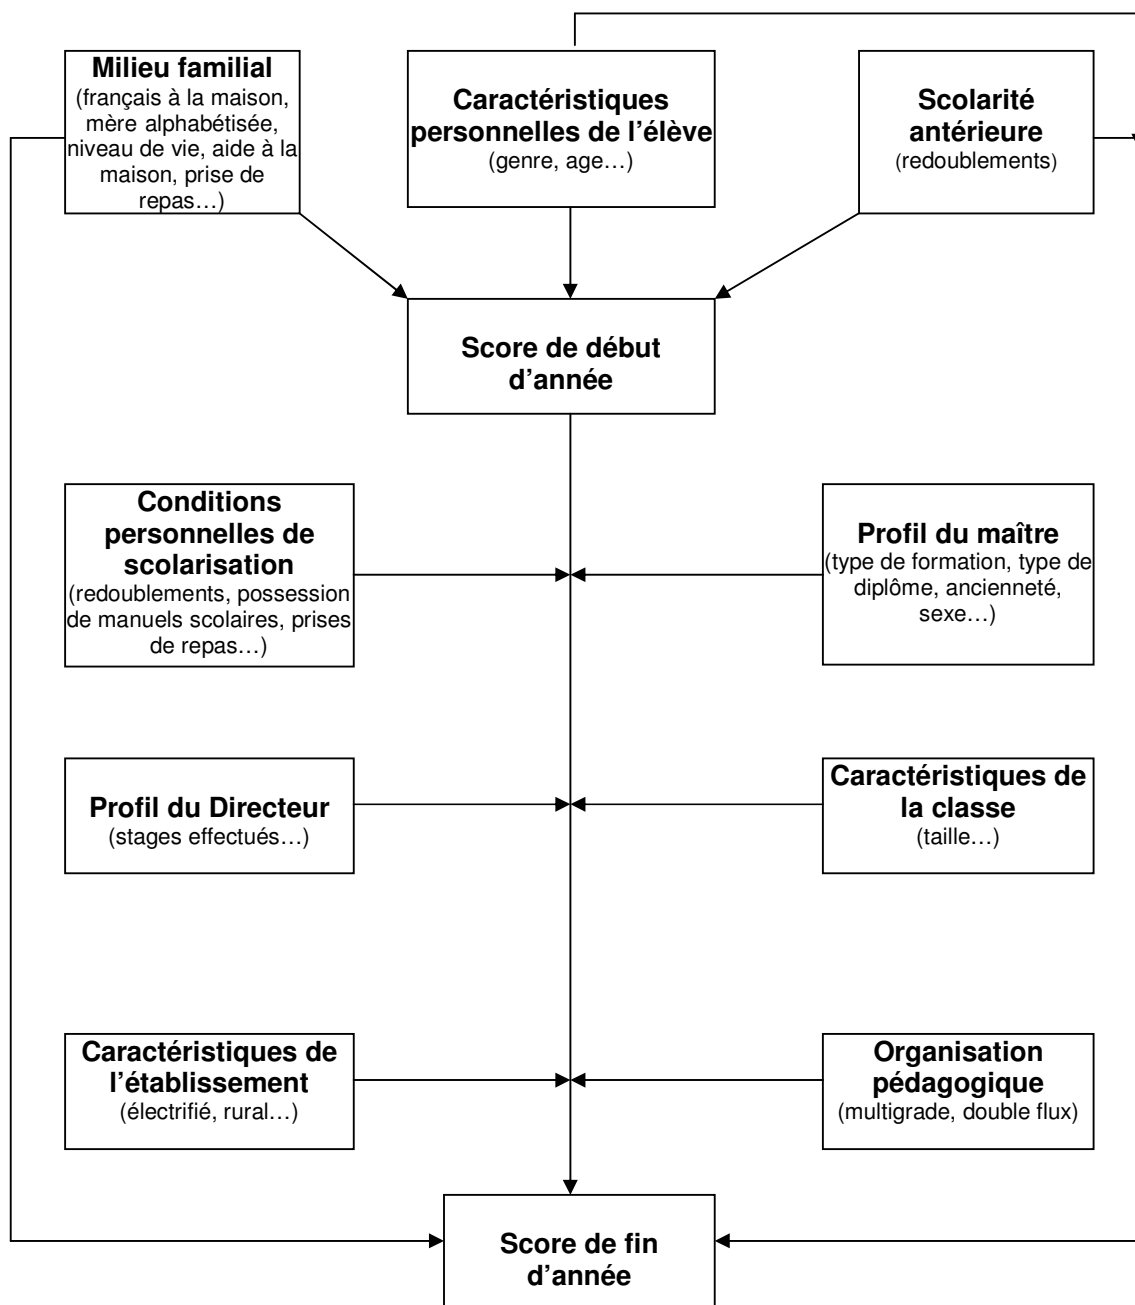 Milieu familial
(français à la maison,
mère alphabétisée,
niveau de vie, aide à la
maison, prise de
repas…)
Caractéristiques
personnelles de l'élève
(genre, age…)
Scolarité
antérieure
(redoublements)
Score de début
d'année
Conditions
personnelles de
scolarisation
(redoublements, possession
de manuels scolaires, prises
de repas…)
Profil du maître
(type de formation, type de
diplôme, ancienneté,
sexe…)
Profil du Directeur
(stages effectués…)
Caractéristiques de
la classe
(taille…)
Caractéristiques de
l'établissement
(électrifié, rural…)
Organisation
pédagogique
(multigrade, double flux)
Score de fin
d'année